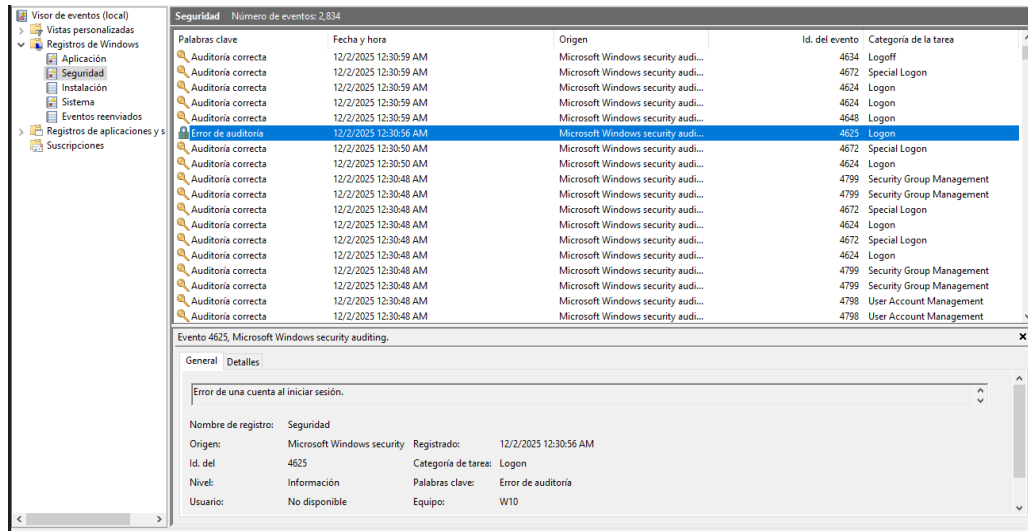 Visor de eventos (local)
Vistas personalizadas
Registros de Windows
Aplicación
Seguridad
Instalación
Sistema
Eventos reenviados
Registros de aplicaciones y s
Suscripciones
Seguridad Número de eventos: 2,834
Palabras clave Fecha y hora Origen Id. del evento Categoría de la tarea
Auditoría correcta 12/2/2025 12:30:59 AM Microsoft Windows security audi... 4634 Logoff
Auditoría correcta 12/2/2025 12:30:59 AM Microsoft Windows security audi... 4672 Special Logon
Auditoría correcta 12/2/2025 12:30:59 AM Microsoft Windows security audi... 4624 Logon
Auditoría correcta 12/2/2025 12:30:59 AM Microsoft Windows security audi... 4624 Logon
Auditoría correcta 12/2/2025 12:30:59 AM Microsoft Windows security audi... 4648 Logon
Error de auditoría 12/2/2025 12:30:56 AM Microsoft Windows security audi... 4625 Logon
Auditoría correcta 12/2/2025 12:30:50 AM Microsoft Windows security audi... 4672 Special Logon
Auditoría correcta 12/2/2025 12:30:50 AM Microsoft Windows security audi... 4624 Logon
Auditoría correcta 12/2/2025 12:30:48 AM Microsoft Windows security audi... 4799 Security Group Management
Auditoría correcta 12/2/2025 12:30:48 AM Microsoft Windows security audi... 4799 Security Group Management
Auditoría correcta 12/2/2025 12:30:48 AM Microsoft Windows security audi... 4672 Special Logon
Auditoría correcta 12/2/2025 12:30:48 AM Microsoft Windows security audi... 4624 Logon
Auditoría correcta 12/2/2025 12:30:48 AM Microsoft Windows security audi... 4672 Special Logon
Auditoría correcta 12/2/2025 12:30:48 AM Microsoft Windows security audi... 4624 Logon
Auditoría correcta 12/2/2025 12:30:48 AM Microsoft Windows security audi... 4799 Security Group Management
Auditoría correcta 12/2/2025 12:30:48 AM Microsoft Windows security audi... 4799 Security Group Management
Auditoría correcta 12/2/2025 12:30:48 AM Microsoft Windows security audi... 4798 User Account Management
Auditoría correcta 12/2/2025 12:30:48 AM Microsoft Windows security audi... 4798 User Account Management
Evento 4625, Microsoft Windows security auditing.
General Detalles
Error de una cuenta al iniciar sesión.
Nombre de registro: Seguridad
Origen: Microsoft Windows security Registrado: 12/2/2025 12:30:56 AM
Id. del 4625 Categoría de tarea: Logon
Nivel: Información Palabras clave: Error de auditoría
Usuario: No disponible Equipo: W10